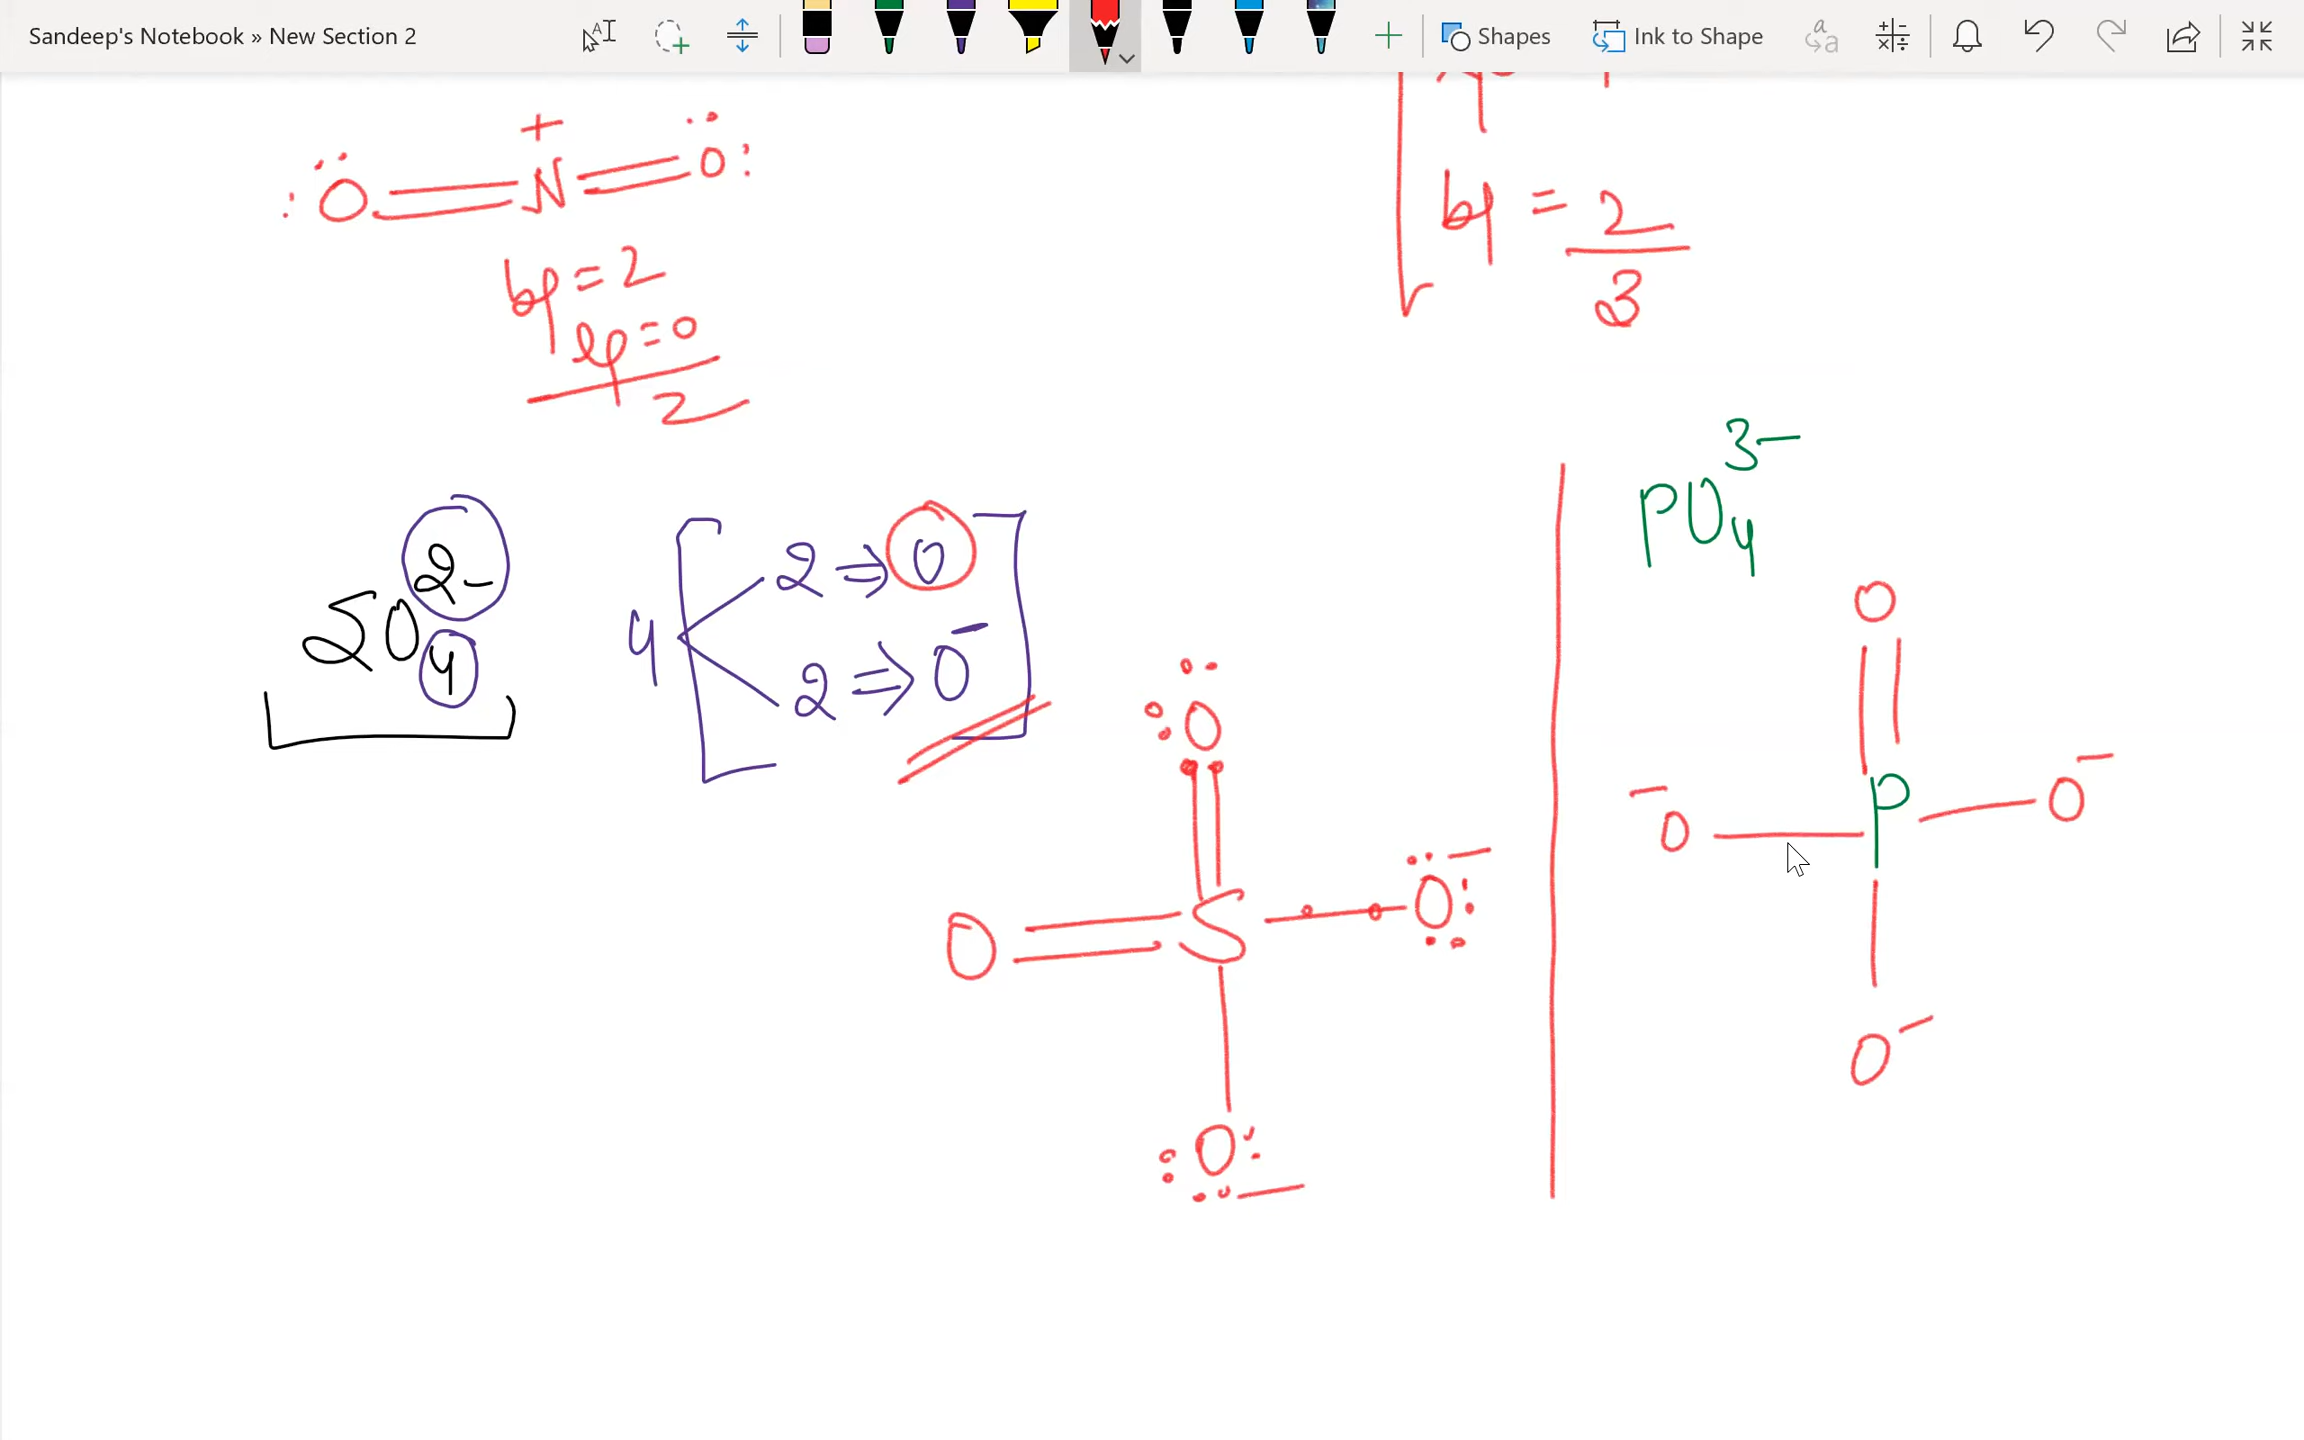 Sandeep's Notebook » New Section 2
Shapes
Ink to Shape
+
:Ö = N = Ö:
bp = 2
lp = 0
2
bp = 2
3
SO4 2-
4
2 ⇒ O
2 ⇒ O-
O
O = S — O -
O -
PO4 3-
O
-O — P — O-
O-